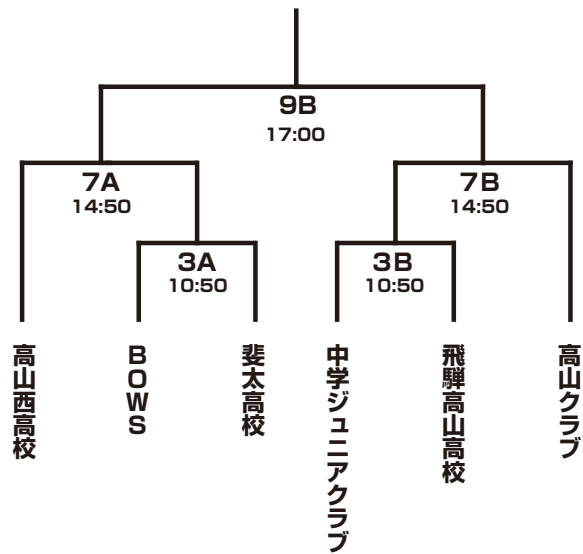 9B
17:00
7A
14:50
7B
14:50
3A
10:50
3B
10:50
高山西高校
BOWS
斐太高校
中学ジュニアクラブ
飛騨高山高校
高山クラブ